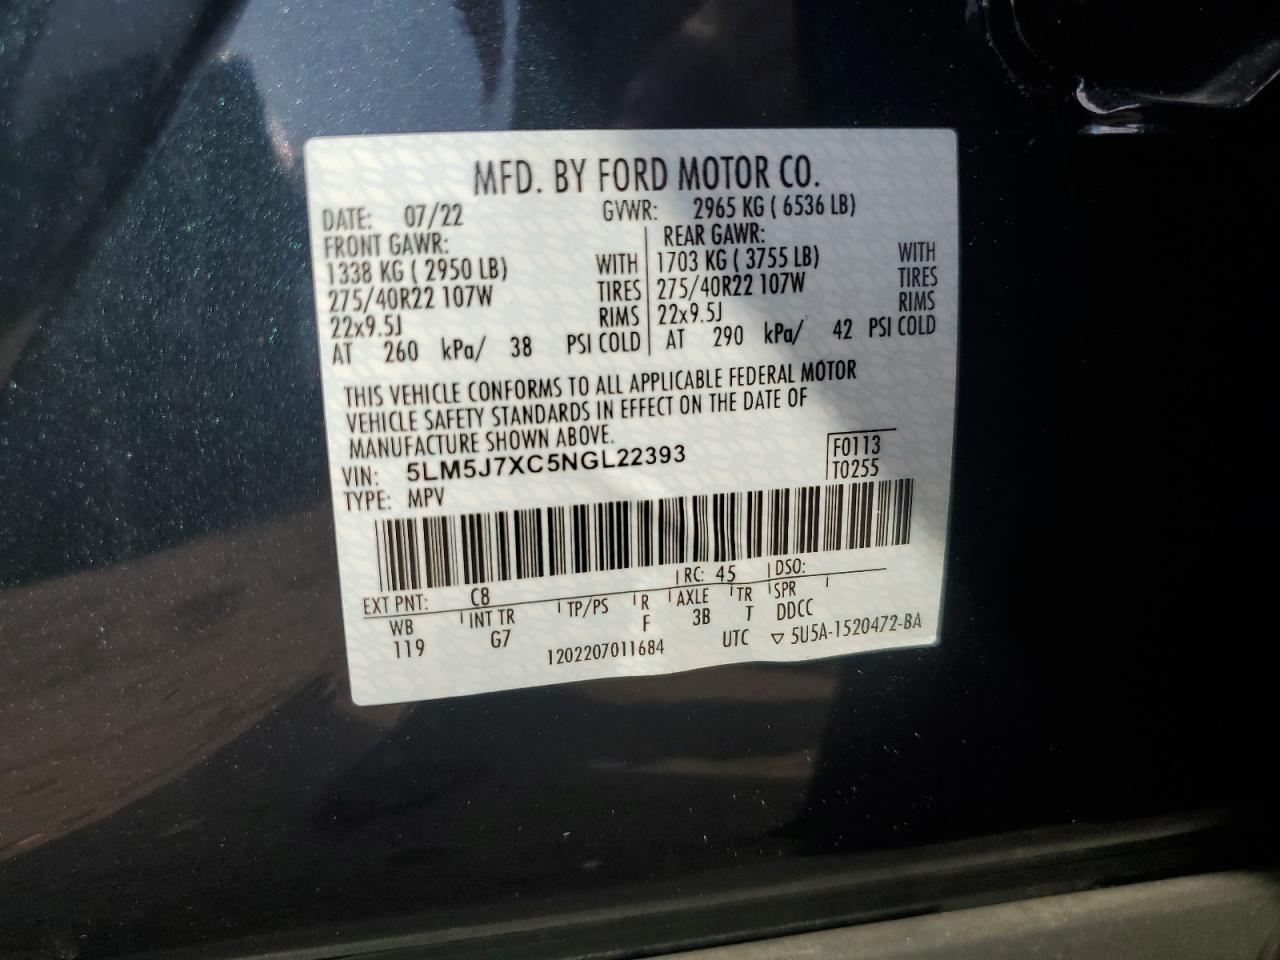 MFD. BY FORD MOTOR CO.
DATE: 07/22 GVWR: 2965 KG ( 6536 LB)
FRONT GAWR: REAR GAWR:
1338 KG ( 2950 LB) WITH 1703 KG ( 3755 LB) WITH
275/40R22 107W TIRES 275/40R22 107W TIRES
22x9.5J RIMS 22x9.5J RIMS
AT 260 kPa/ 38 PSI COLD AT 290 kPa/ 42 PSI COLD
THIS VEHICLE CONFORMS TO ALL APPLICABLE FEDERAL MOTOR
VEHICLE SAFETY STANDARDS IN EFFECT ON THE DATE OF
MANUFACTURE SHOWN ABOVE.
VIN: 5LM5J7XC5NGL22393 F0113
TYPE: MPV T0255
EXT PNT: C8 RC: 45 DSO:
WB INT TR TP/PS R AXLE TR SPR
119 G7 F 3B T DDCC
1202207011684 UTC ▽ 5U5A-1520472-BA